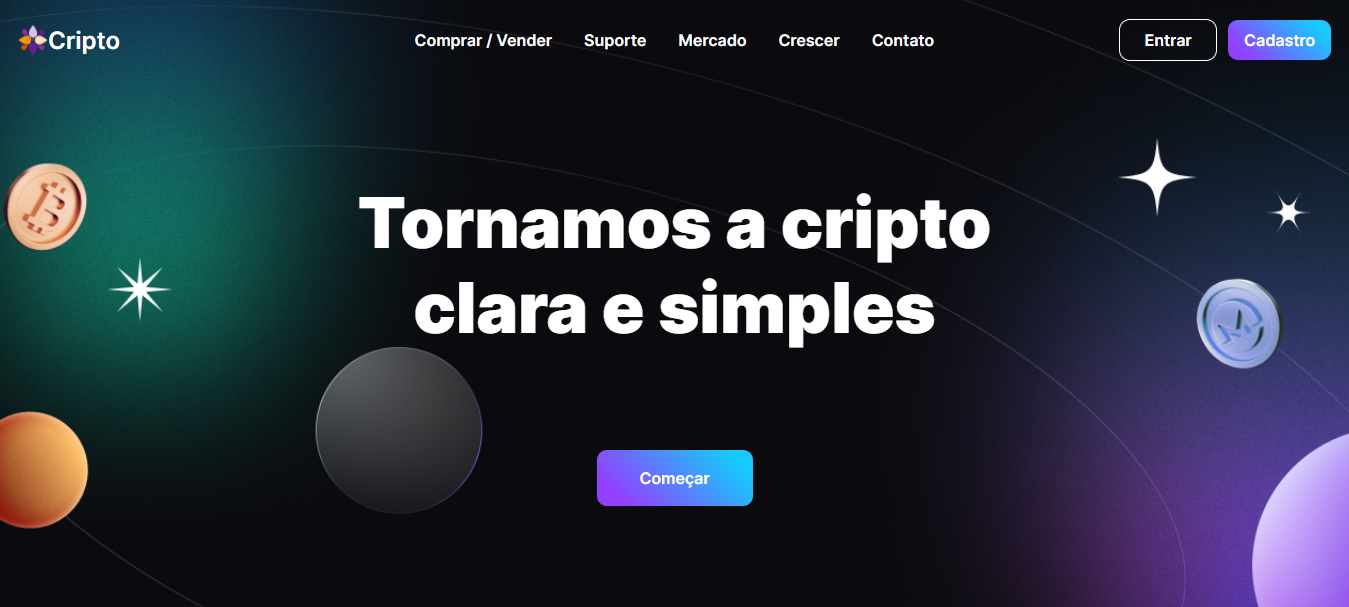 Cripto
Comprar / Vender
Suporte
Mercado
Crescer
Contato
Entrar
Cadastro
Tornamos a cripto
clara e simples
Começar